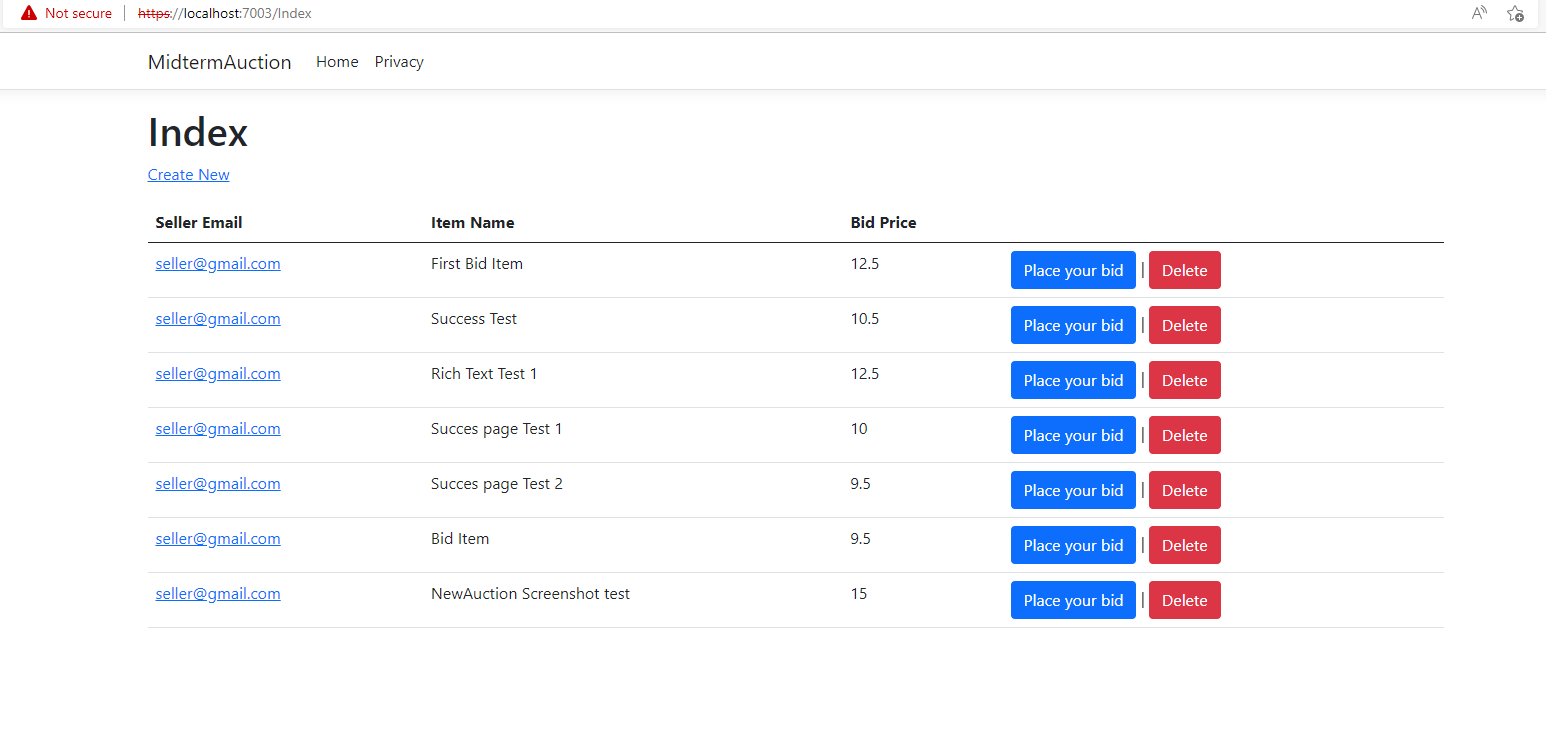 Not secure | https://localhost:7003/Index
MidtermAuction Home Privacy
Index
Create New
Seller Email Item Name Bid Price
seller@gmail.com First Bid Item 12.5 Place your bid | Delete
seller@gmail.com Success Test 10.5 Place your bid | Delete
seller@gmail.com Rich Text Test 1 12.5 Place your bid | Delete
seller@gmail.com Succes page Test 1 10 Place your bid | Delete
seller@gmail.com Succes page Test 2 9.5 Place your bid | Delete
seller@gmail.com Bid Item 9.5 Place your bid | Delete
seller@gmail.com NewAuction Screenshot test 15 Place your bid | Delete